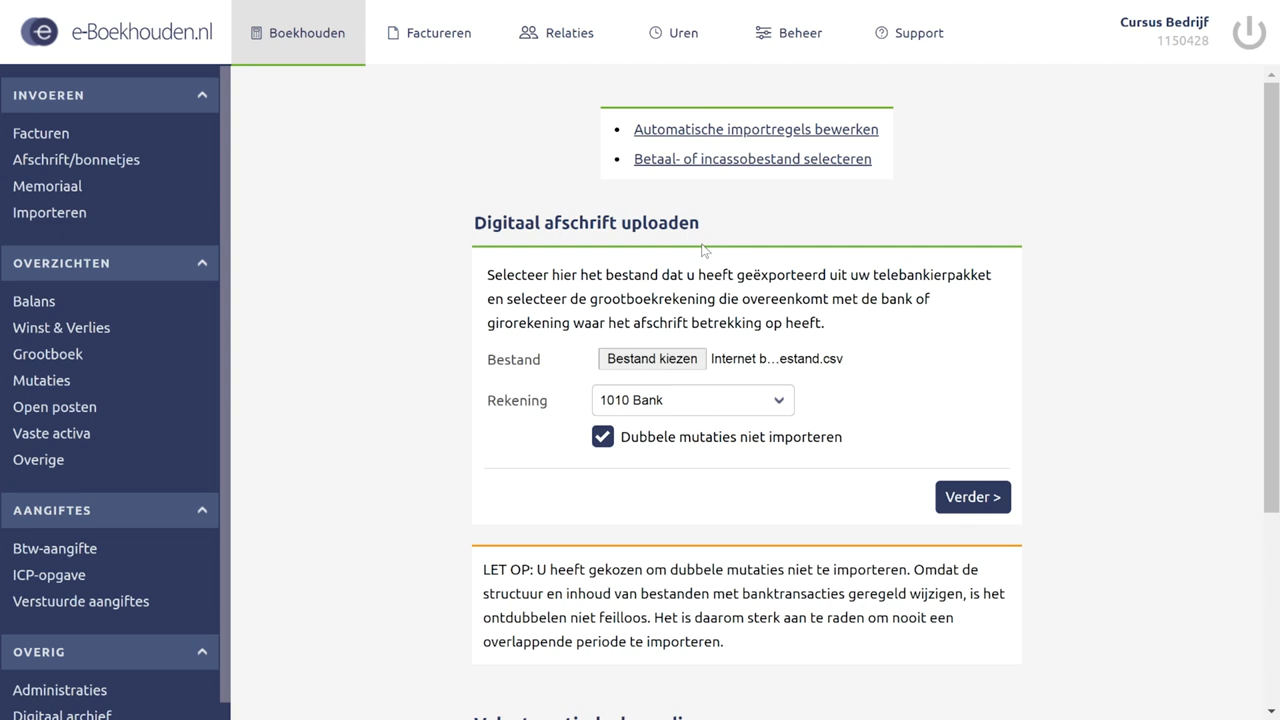 e-Boekhouden.nl
Boekhouden
Factureren
Relaties
Uren
Beheer
Support
Cursus Bedrijf
1150428
INVOEREN
Facturen
Afschrift/bonnetjes
Memoriaal
Importeren
OVERZICHTEN
Balans
Winst & Verlies
Grootboek
Mutaties
Open posten
Vaste activa
Overige
AANGIFTES
Btw-aangifte
ICP-opgave
Verstuurde aangiftes
OVERIG
Administraties
Digitaal archief
• Automatische importregels bewerken
• Betaal- of incassobestand selecteren
Digitaal afschrift uploaden
Selecteer hier het bestand dat u heeft geëxporteerd uit uw telebankierpakket
en selecteer de grootboekrekening die overeenkomt met de bank of
girorekening waar het afschrift betrekking op heeft.
Bestand Bestand kiezen Internet b...estand.csv
Rekening 1010 Bank
Dubbele mutaties niet importeren
Verder >
LET OP: U heeft gekozen om dubbele mutaties niet te importeren. Omdat de
structuur en inhoud van bestanden met banktransacties geregeld wijzigen, is het
ontdubbelen niet feilloos. Het is daarom sterk aan te raden om nooit een
overlappende periode te importeren.